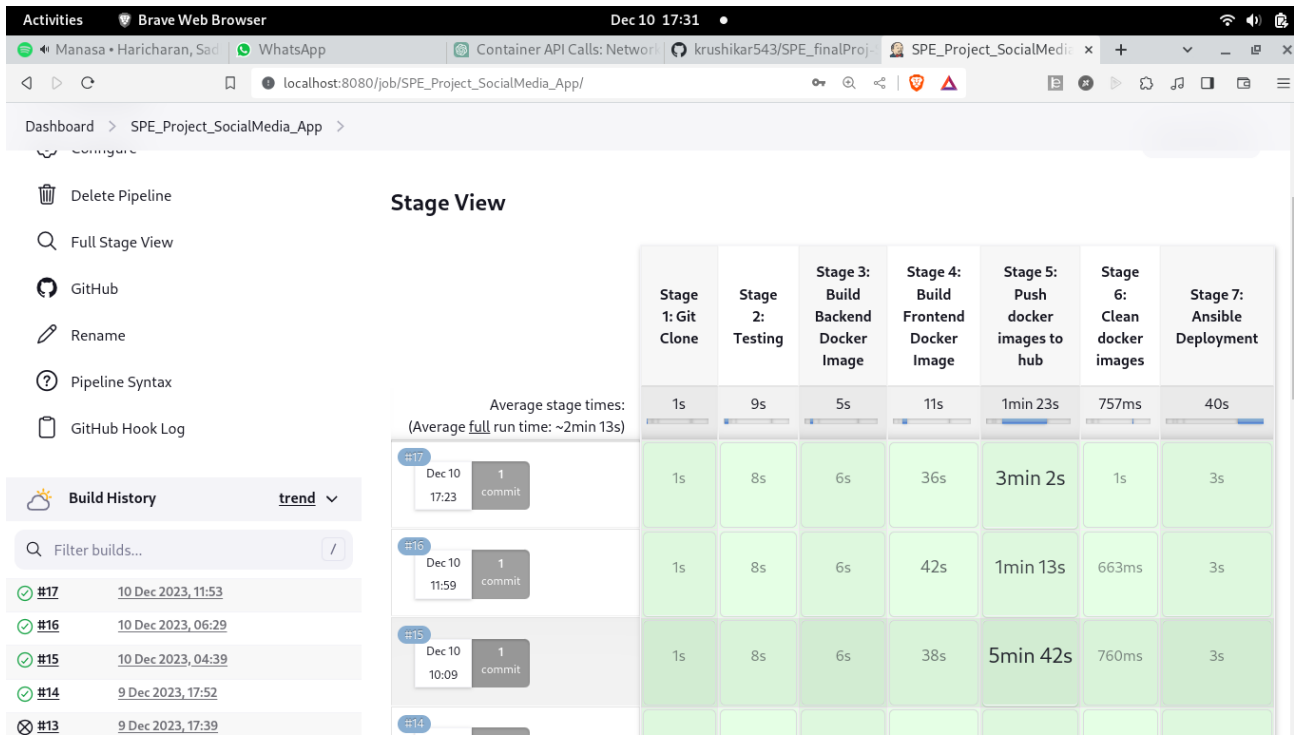 Activities
Brave Web Browser
Dec 10 17:31
Manasa • Haricharan, Sad
WhatsApp
Container API Calls: Network
krushikar543/SPE_finalProj-
SPE_Project_SocialMedia
localhost:8080/job/SPE_Project_SocialMedia_App/
Dashboard
SPE_Project_SocialMedia_App
Configure
Delete Pipeline
Full Stage View
GitHub
Rename
Pipeline Syntax
GitHub Hook Log
Build History
trend
Filter builds...
/
#17
10 Dec 2023, 11:53
#16
10 Dec 2023, 06:29
#15
10 Dec 2023, 04:39
#14
9 Dec 2023, 17:52
#13
9 Dec 2023, 17:39
Stage View
Stage
1: Git
Clone
Stage
2:
Testing
Stage 3:
Build
Backend
Docker
Image
Stage 4:
Build
Frontend
Docker
Image
Stage 5:
Push
docker
images to
hub
Stage
6:
Clean
docker
images
Stage 7:
Ansible
Deployment
Average stage times:
(Average full run time: ~2min 13s)
1s
9s
5s
11s
1min 23s
757ms
40s
#17
Dec 10
17:23
1
commit
1s
8s
6s
36s
3min 2s
1s
3s
#16
Dec 10
11:59
1
commit
1s
8s
6s
42s
1min 13s
663ms
3s
#15
Dec 10
10:09
1
commit
1s
8s
6s
38s
5min 42s
760ms
3s
#14